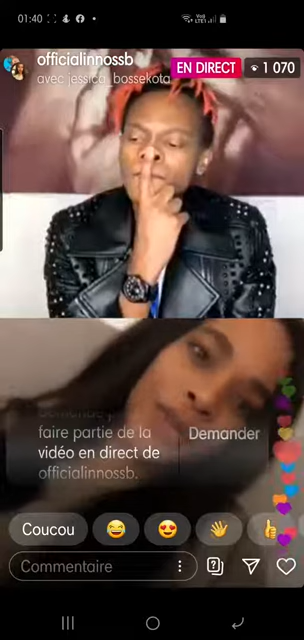 01:40
officialinnossb
avec jessica_bossekota
EN DIRECT
1 070
faire partie de la
vidéo en direct de
officialinnossb.
Demander
Coucou
Commentaire